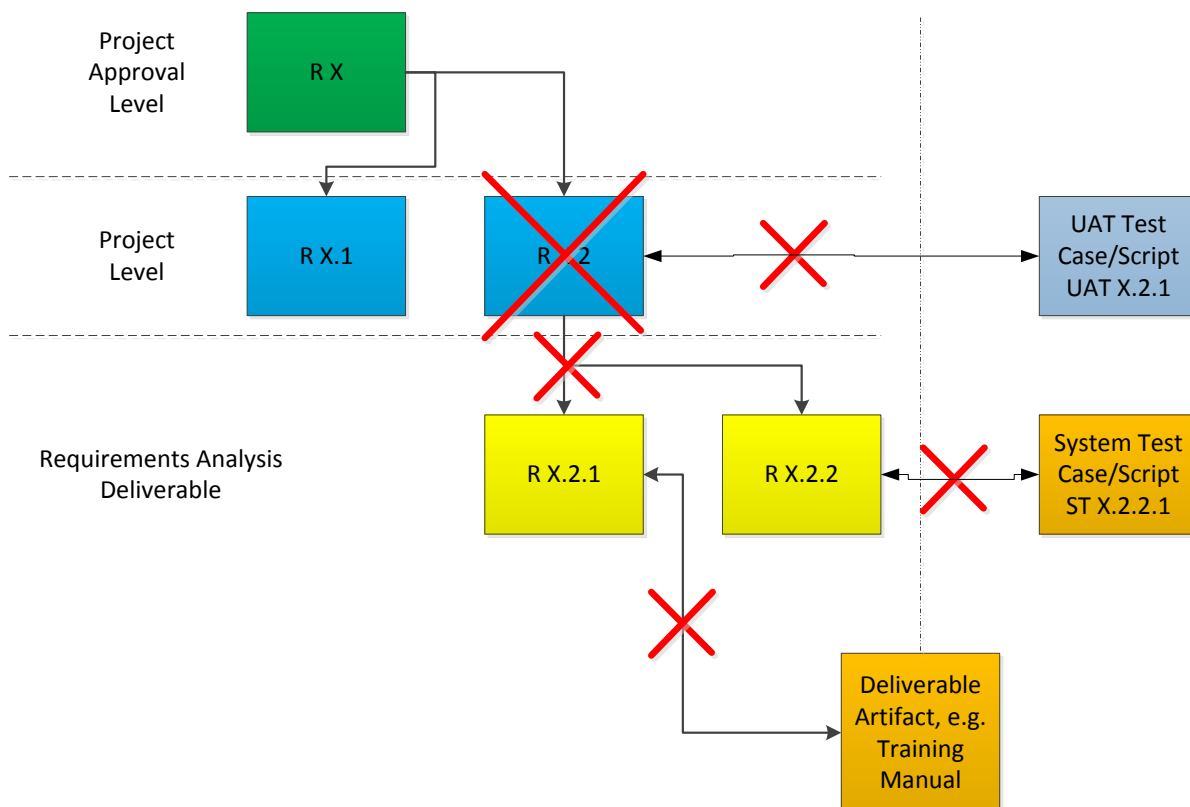 Project
Approval
Level
R X
Project
Level
R X.1
R 2
UAT Test
Case/Script
UAT X.2.1
Requirements Analysis
Deliverable
R X.2.1
R X.2.2
System Test
Case/Script
ST X.2.2.1
Deliverable
Artifact, e.g.
Training
Manual